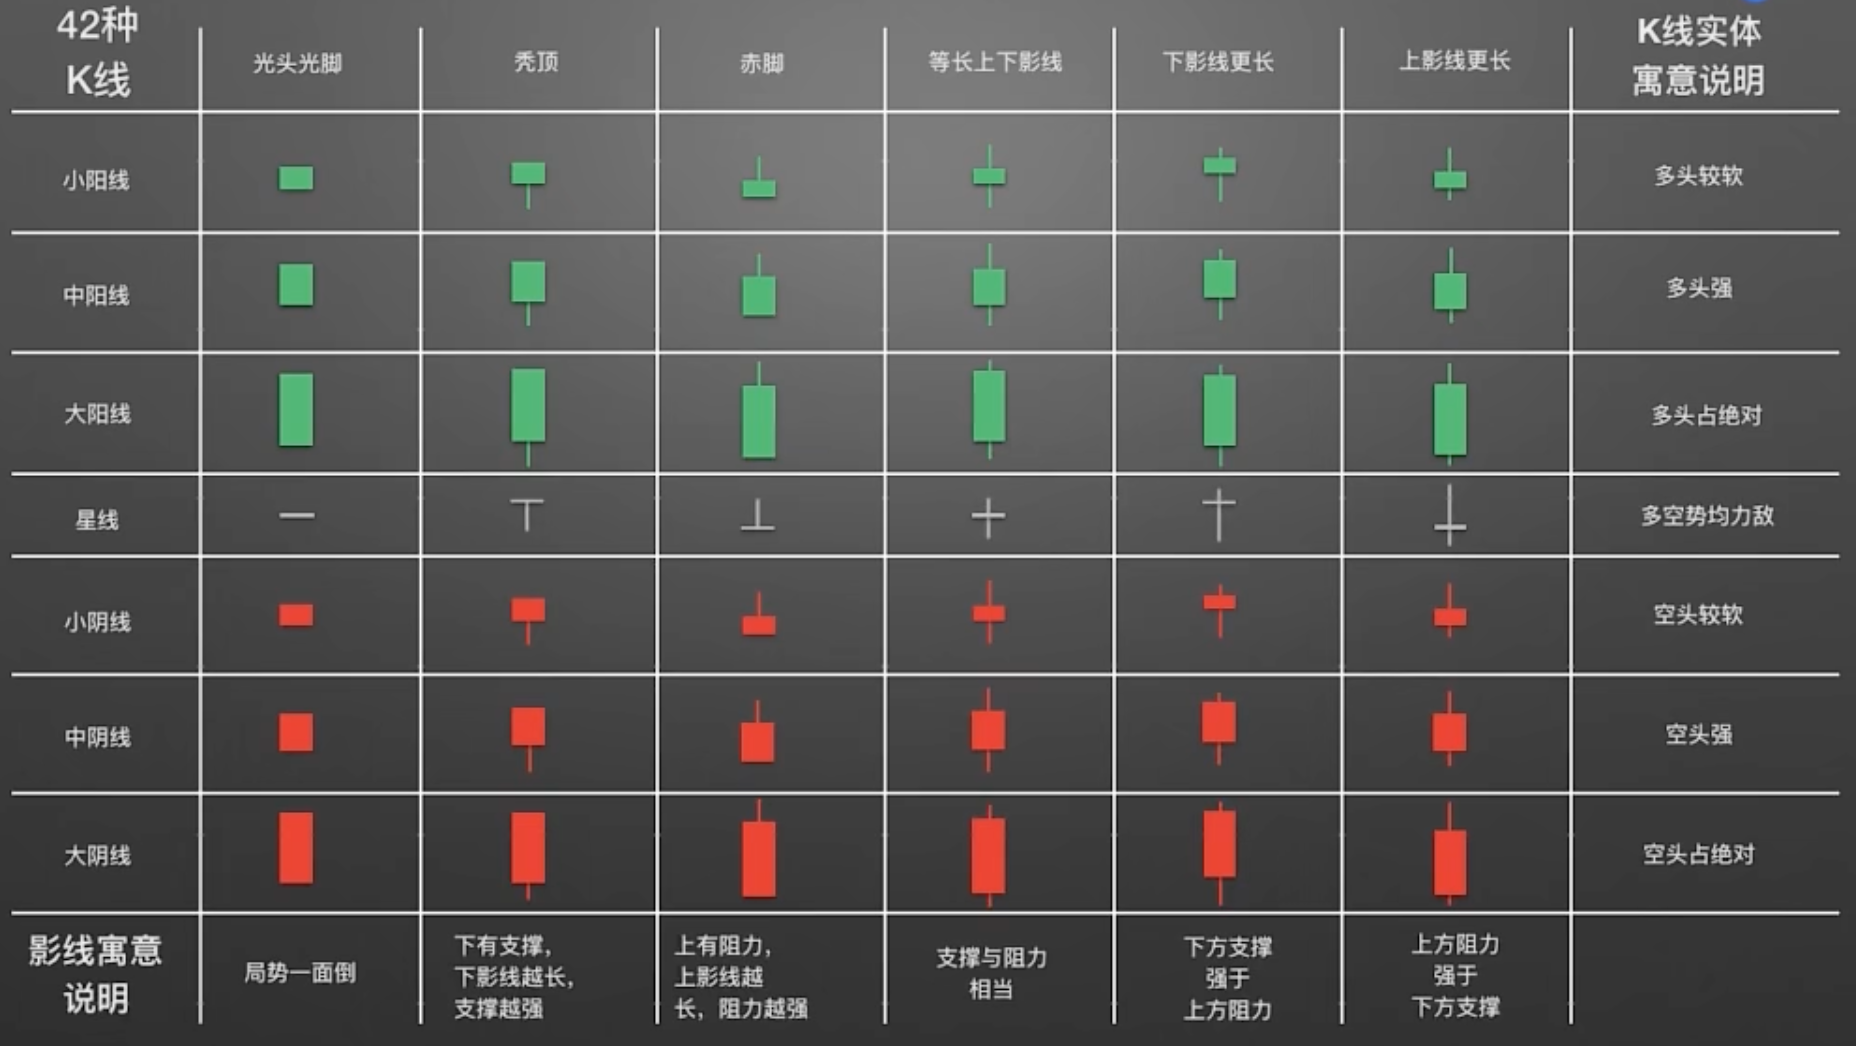 42种
K线
光头光脚
秃顶
赤脚
等长上下影线
下影线更长
上影线更长
K线实体
寓意说明
小阳线
多头较软
中阳线
多头强
大阳线
多头占绝对
星线
多空势均力敌
小阴线
空头较软
中阴线
空头强
大阴线
空头占绝对
影线寓意
说明
局势一面倒
下有支撑，
下影线越长，
支撑越强
上有阻力，
上影线越
长，阻力越强
支撑与阻力
相当
下方支撑
强于
上方阻力
上方阻力
强于
下方支撑